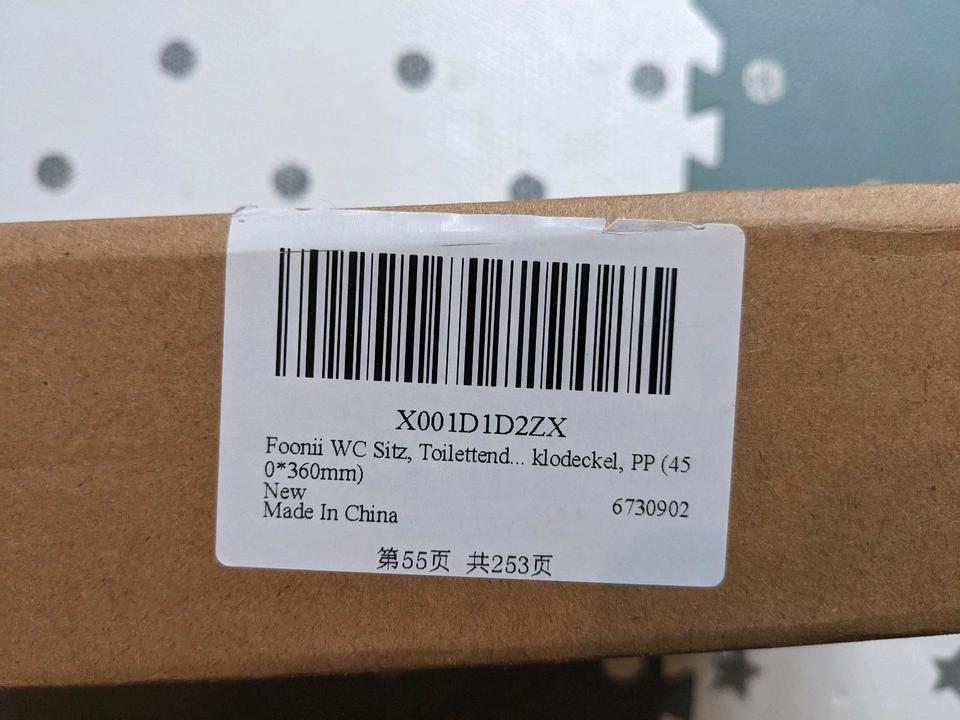 X001D1D2ZX
Foonii WC Sitz, Toilettend... klodeckel, PP (45
0*360mm)
New
6730902
Made In China
第55页 共253页